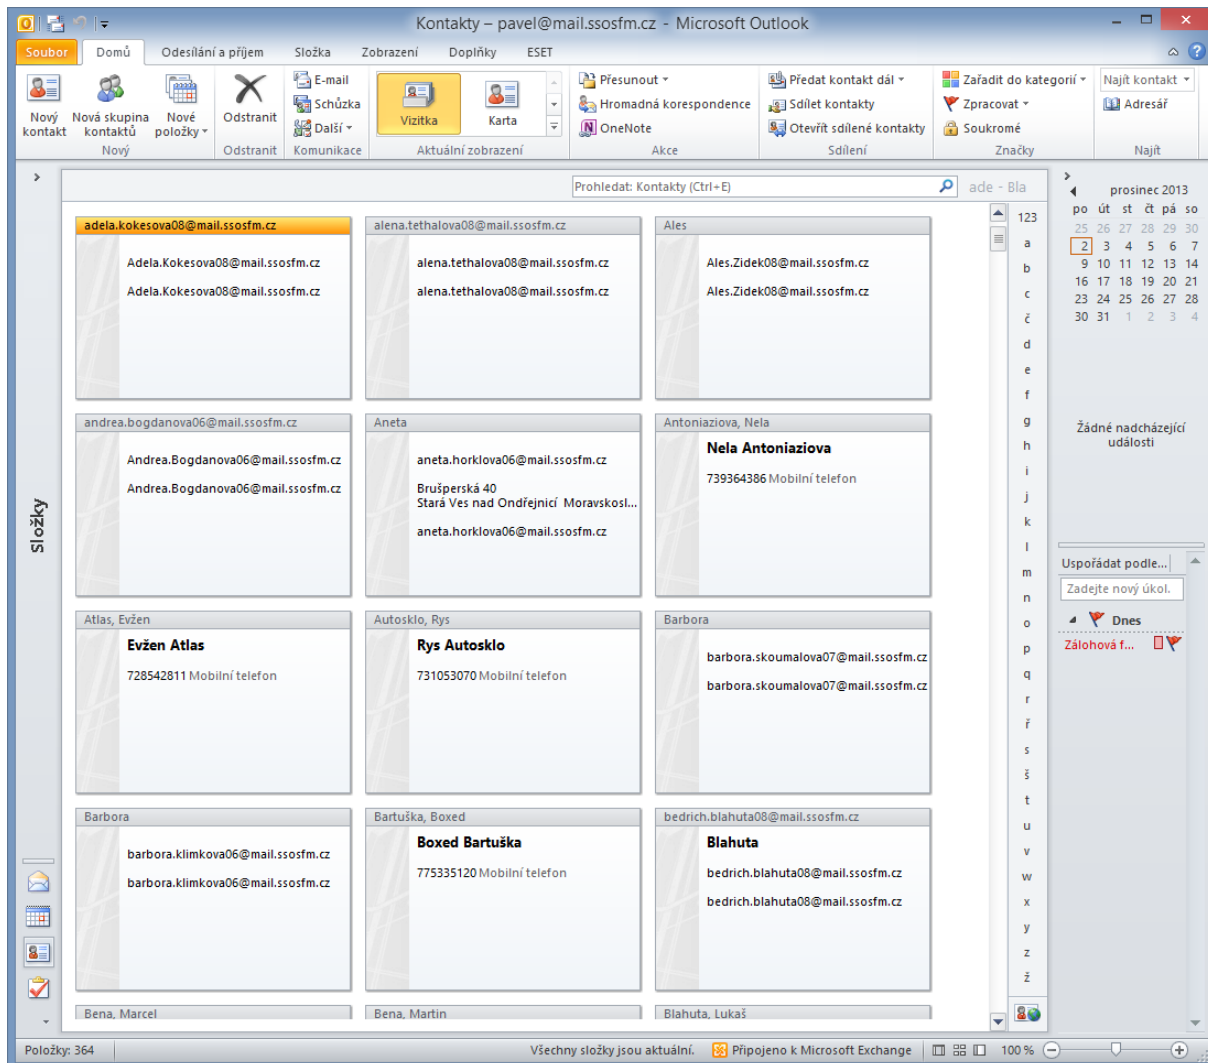 Kontakty – pavel@mail.ssosfm.cz - Microsoft Outlook
Soubor Domů Odesílání a příjem Složka Zobrazení Doplňky ESET
Nový kontakt
Nová skupina kontaktů
Nové položky
Nový
Odstranit
Odstranit
E-mail
Schůzka
Další
Komunikace
Vizitka
Karta
Aktuální zobrazení
Přesunout
Hromadná korespondence
OneNote
Akce
Předat kontakt dál
Sdílet kontakty
Otevřít sdílené kontakty
Sdílení
Zařadit do kategorií
Zpracovat
Soukromé
Značky
Najít kontakt
Adresář
Najít
Složky
Prohledat: Kontakty (Ctrl+E)
ade - Bla
adela.kokesova08@mail.ssosfm.cz
Adela.Kokesova08@mail.ssosfm.cz
Adela.Kokesova08@mail.ssosfm.cz
alena.tethalova08@mail.ssosfm.cz
alena.tethalova08@mail.ssosfm.cz
alena.tethalova08@mail.ssosfm.cz
Ales
Ales.Zidek08@mail.ssosfm.cz
Ales.Zidek08@mail.ssosfm.cz
andrea.bogdanova06@mail.ssosfm.cz
Andrea.Bogdanova06@mail.ssosfm.cz
Andrea.Bogdanova06@mail.ssosfm.cz
Aneta
aneta.horklova06@mail.ssosfm.cz
Brušperská 40
Stará Ves nad Ondřejnicí Moravskosl...
aneta.horklova06@mail.ssosfm.cz
Antoniaziova, Nela
Nela Antoniaziova
739364386 Mobilní telefon
Atlas, Evžen
Evžen Atlas
728542811 Mobilní telefon
Autosklo, Rys
Rys Autosklo
731053070 Mobilní telefon
Barbora
barbora.skoumalova07@mail.ssosfm.cz
barbora.skoumalova07@mail.ssosfm.cz
Barbora
barbora.klimkova06@mail.ssosfm.cz
barbora.klimkova06@mail.ssosfm.cz
Bartuška, Boxed
Boxed Bartuška
775335120 Mobilní telefon
bedrich.blahuta08@mail.ssosfm.cz
Blahuta
bedrich.blahuta08@mail.ssosfm.cz
bedrich.blahuta08@mail.ssosfm.cz
Bena, Marcel
Bena, Martin
Blahuta, Lukaš
123
a
b
c
č
d
e
f
g
h
i
j
k
l
m
n
o
p
q
r
ř
s
š
t
u
v
w
x
y
z
ž
prosinec 2013
po út st čt pá so
25 26 27 28 29 30
2 3 4 5 6 7
9 10 11 12 13 14
16 17 18 19 20 21
23 24 25 26 27 28
30 31 1 2 3 4
Žádné nadcházející
události
Uspořádat podle...
Zadejte nový úkol.
Dnes
Zálohová f...
Položky: 364
Všechny složky jsou aktuální.
Připojeno k Microsoft Exchange
100 %